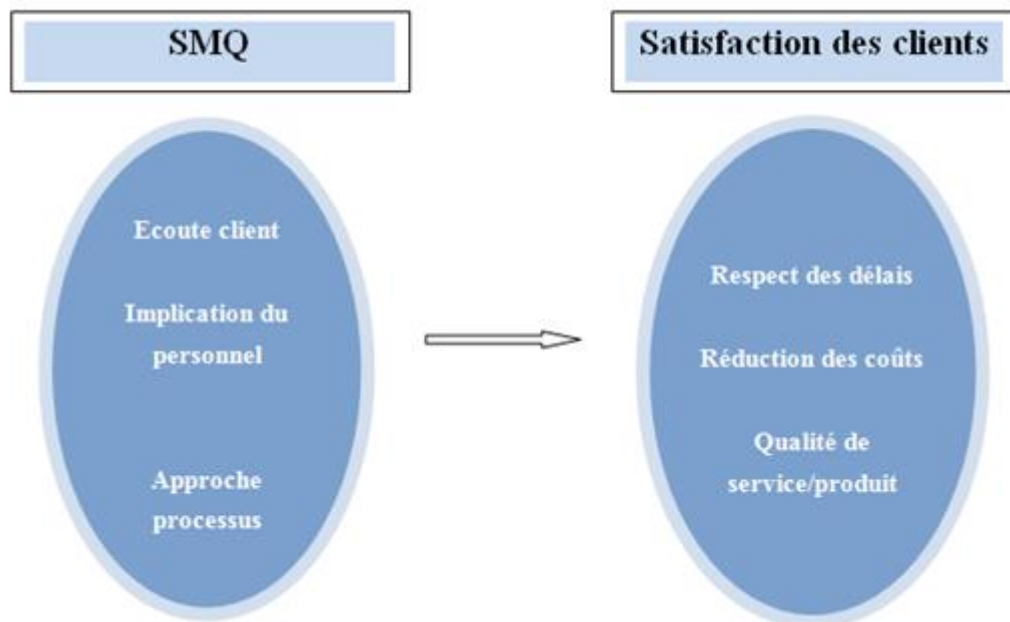 SMQ
Satisfaction des clients
Ecoute client
Implication du
personnel
Approche
processus
Respect des délais
Réduction des coûts
Qualité de
service/produit